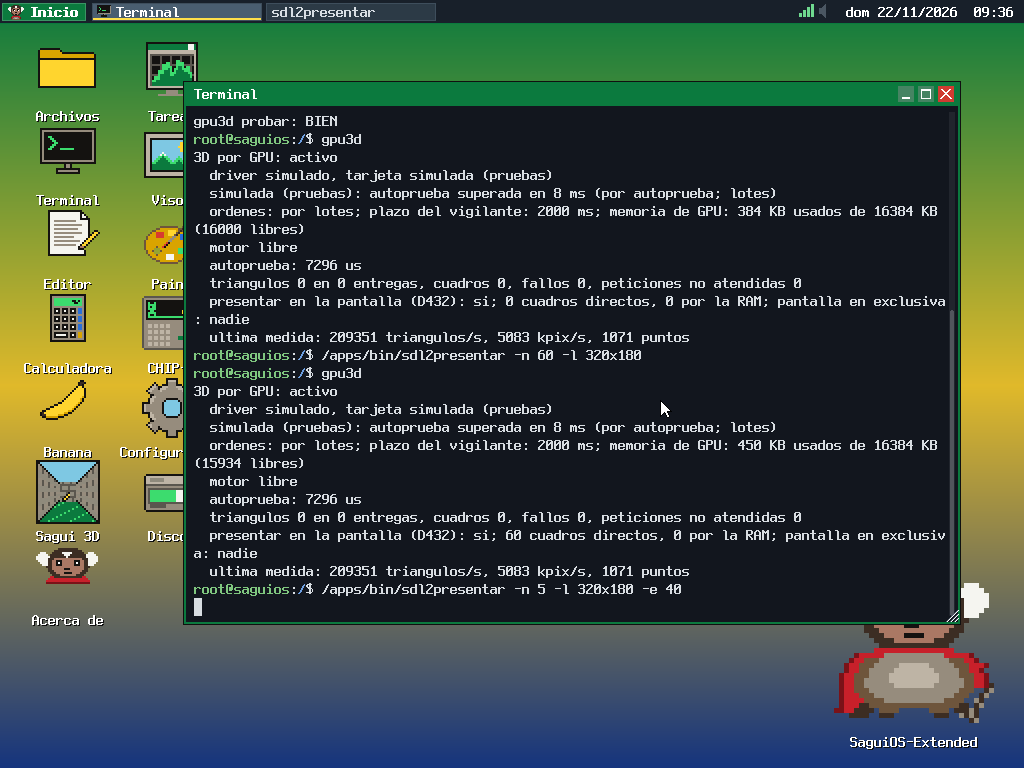 Inicio
Terminal
sdl2presentar
dom 22/11/2026 09:36
Archivos
Terminal
Editor
Calculadora
Banana
Sagui 3D
Acerca de
Tarea
Viso
Pain
CHIP-
Configur
Disco
Terminal
gpu3d probar: BIEN
root@saguios:/$ gpu3d
3D por GPU: activo
  driver simulado, tarjeta simulada (pruebas)
  simulada (pruebas): autoprueba superada en 8 ms (por autoprueba; lotes)
  ordenes: por lotes; plazo del vigilante: 2000 ms; memoria de GPU: 384 KB usados de 16384 KB
(16000 libres)
  motor libre
  autoprueba: 7296 us
  triangulos 0 en 0 entregas, cuadros 0, fallos 0, peticiones no atendidas 0
  presentar en la pantalla (D432): si; 0 cuadros directos, 0 por la RAM; pantalla en exclusiva
: nadie
  ultima medida: 209351 triangulos/s, 5083 kpix/s, 1071 puntos
root@saguios:/$ /apps/bin/sdl2presentar -n 60 -l 320x180
root@saguios:/$ gpu3d
3D por GPU: activo
  driver simulado, tarjeta simulada (pruebas)
  simulada (pruebas): autoprueba superada en 8 ms (por autoprueba; lotes)
  ordenes: por lotes; plazo del vigilante: 2000 ms; memoria de GPU: 450 KB usados de 16384 KB
(15934 libres)
  motor libre
  autoprueba: 7296 us
  triangulos 0 en 0 entregas, cuadros 0, fallos 0, peticiones no atendidas 0
  presentar en la pantalla (D432): si; 60 cuadros directos, 0 por la RAM; pantalla en exclusiv
a: nadie
  ultima medida: 209351 triangulos/s, 5083 kpix/s, 1071 puntos
root@saguios:/$ /apps/bin/sdl2presentar -n 5 -l 320x180 -e 40
SaguiOS-Extended